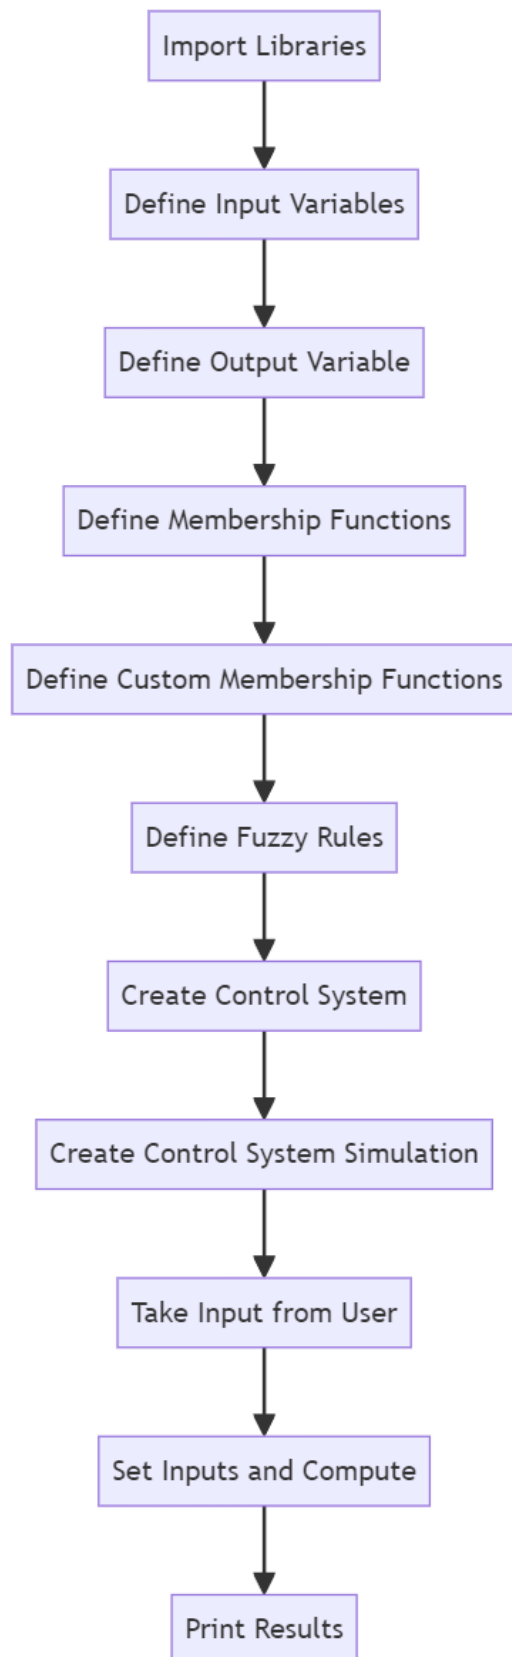 Import Libraries
Define Input Variables
Define Output Variable
Define Membership Functions
Define Custom Membership Functions
Define Fuzzy Rules
Create Control System
Create Control System Simulation
Take Input from User
Set Inputs and Compute
Print Results